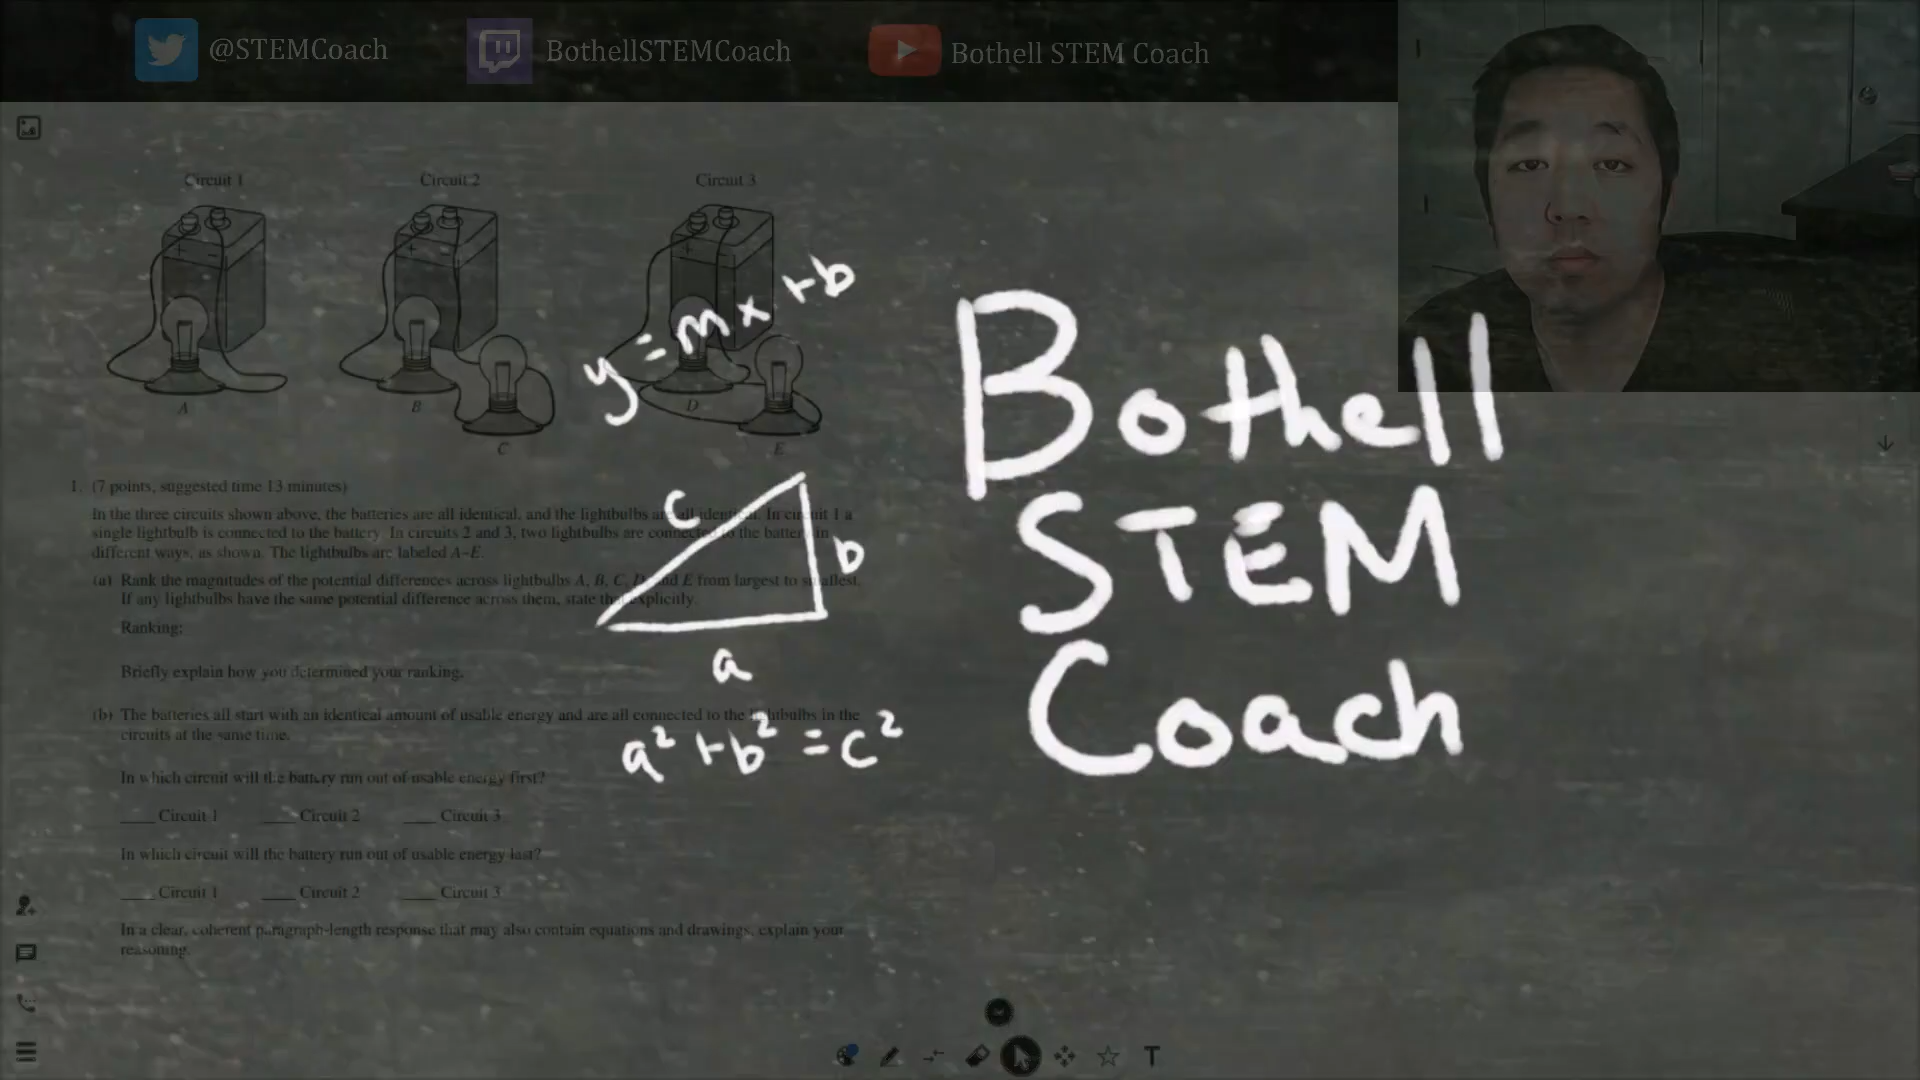 @STEMCoach
BothellSTEMCoach
Bothell STEM Coach
Circuit 1
Circuit 2
Circuit 3
+ −
+ −
+
A
B
C
D
E
y = mx + b
Bothell
STEM
Coach
c
b
a
a² + b² = c²
1. (7 points, suggested time 13 minutes)
In the three circuits shown above, the batteries are all identical, and the lightbulbs are all identical. In circuit 1 a
single lightbulb is connected to the battery. In circuits 2 and 3, two lightbulbs are connected to the battery in
different ways, as shown. The lightbulbs are labeled A–E.
(a) Rank the magnitudes of the potential differences across lightbulbs A, B, C, D, and E from largest to smallest.
If any lightbulbs have the same potential difference across them, state that explicitly.
Ranking:
Briefly explain how you determined your ranking.
(b) The batteries all start with an identical amount of usable energy and are all connected to the lightbulbs in the
circuits at the same time.
In which circuit will the battery run out of usable energy first?
____ Circuit 1 ____ Circuit 2 ____ Circuit 3
In which circuit will the battery run out of usable energy last?
____ Circuit 1 ____ Circuit 2 ____ Circuit 3
In a clear, coherent paragraph-length response that may also contain equations and drawings, explain your
reasoning.
T